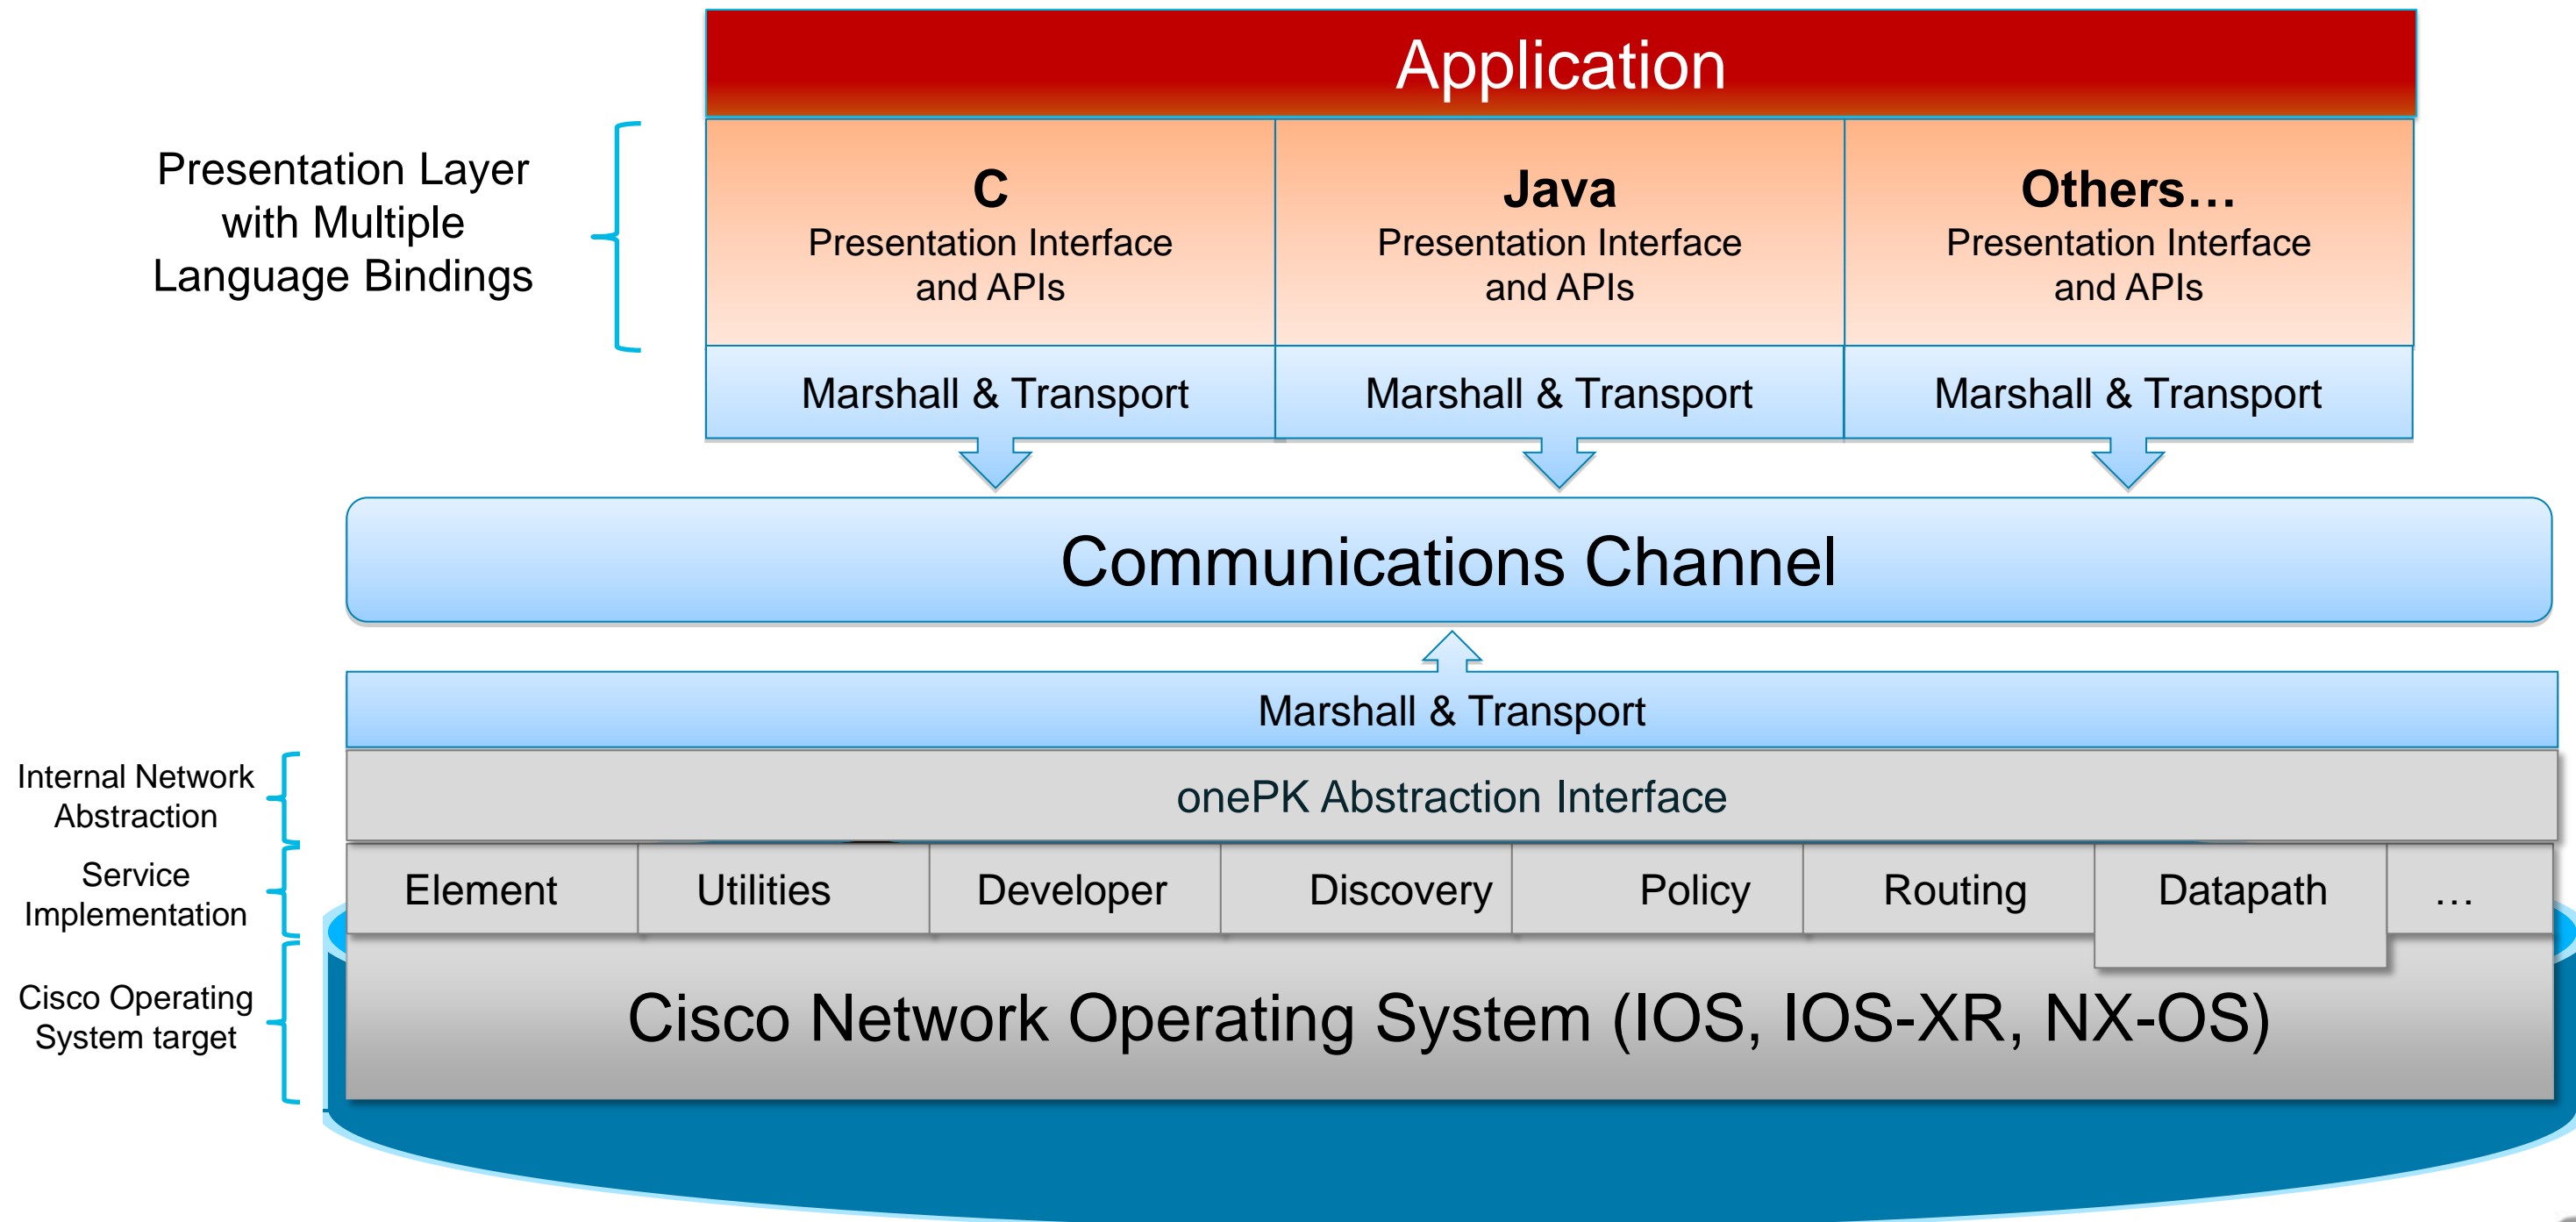 Application
Presentation Layer
with Multiple
Language Bindings
C
Presentation Interface
and APIs
Java
Presentation Interface
and APIs
Others…
Presentation Interface
and APIs
Marshall & Transport
Marshall & Transport
Marshall & Transport
Communications Channel
Marshall & Transport
Internal Network
Abstraction
onePK Abstraction Interface
Service
Implementation
Element
Utilities
Developer
Discovery
Policy
Routing
Datapath
…
Cisco Operating
System target
Cisco Network Operating System (IOS, IOS-XR, NX-OS)